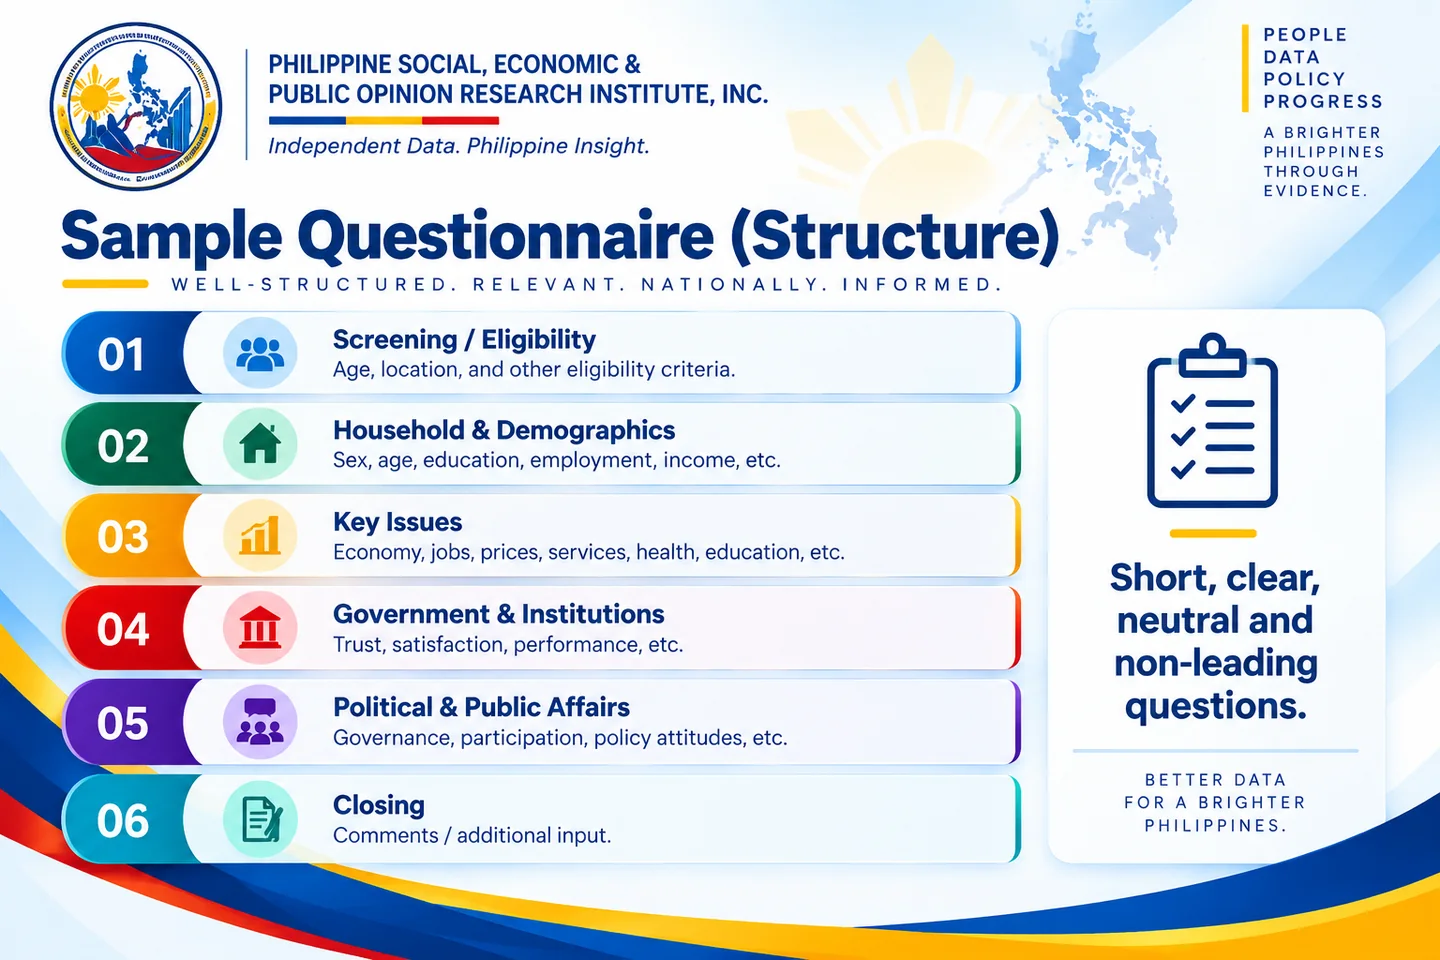 PHILIPPINE SOCIAL, ECONOMIC &
PUBLIC OPINION RESEARCH INSTITUTE, INC.
Independent Data. Philippine Insight.
PEOPLE
DATA
POLICY
PROGRESS
A BRIGHTER
PHILIPPINES
THROUGH
EVIDENCE.
Sample Questionnaire (Structure)
WELL-STRUCTURED. RELEVANT. NATIONALLY. INFORMED.
01
Screening / Eligibility
Age, location, and other eligibility criteria.
02
Household & Demographics
Sex, age, education, employment, income, etc.
03
Key Issues
Economy, jobs, prices, services, health, education, etc.
04
Government & Institutions
Trust, satisfaction, performance, etc.
05
Political & Public Affairs
Governance, participation, policy attitudes, etc.
06
Closing
Comments / additional input.
Short, clear,
neutral and
non-leading
questions.
BETTER DATA
FOR A BRIGHTER
PHILIPPINES.